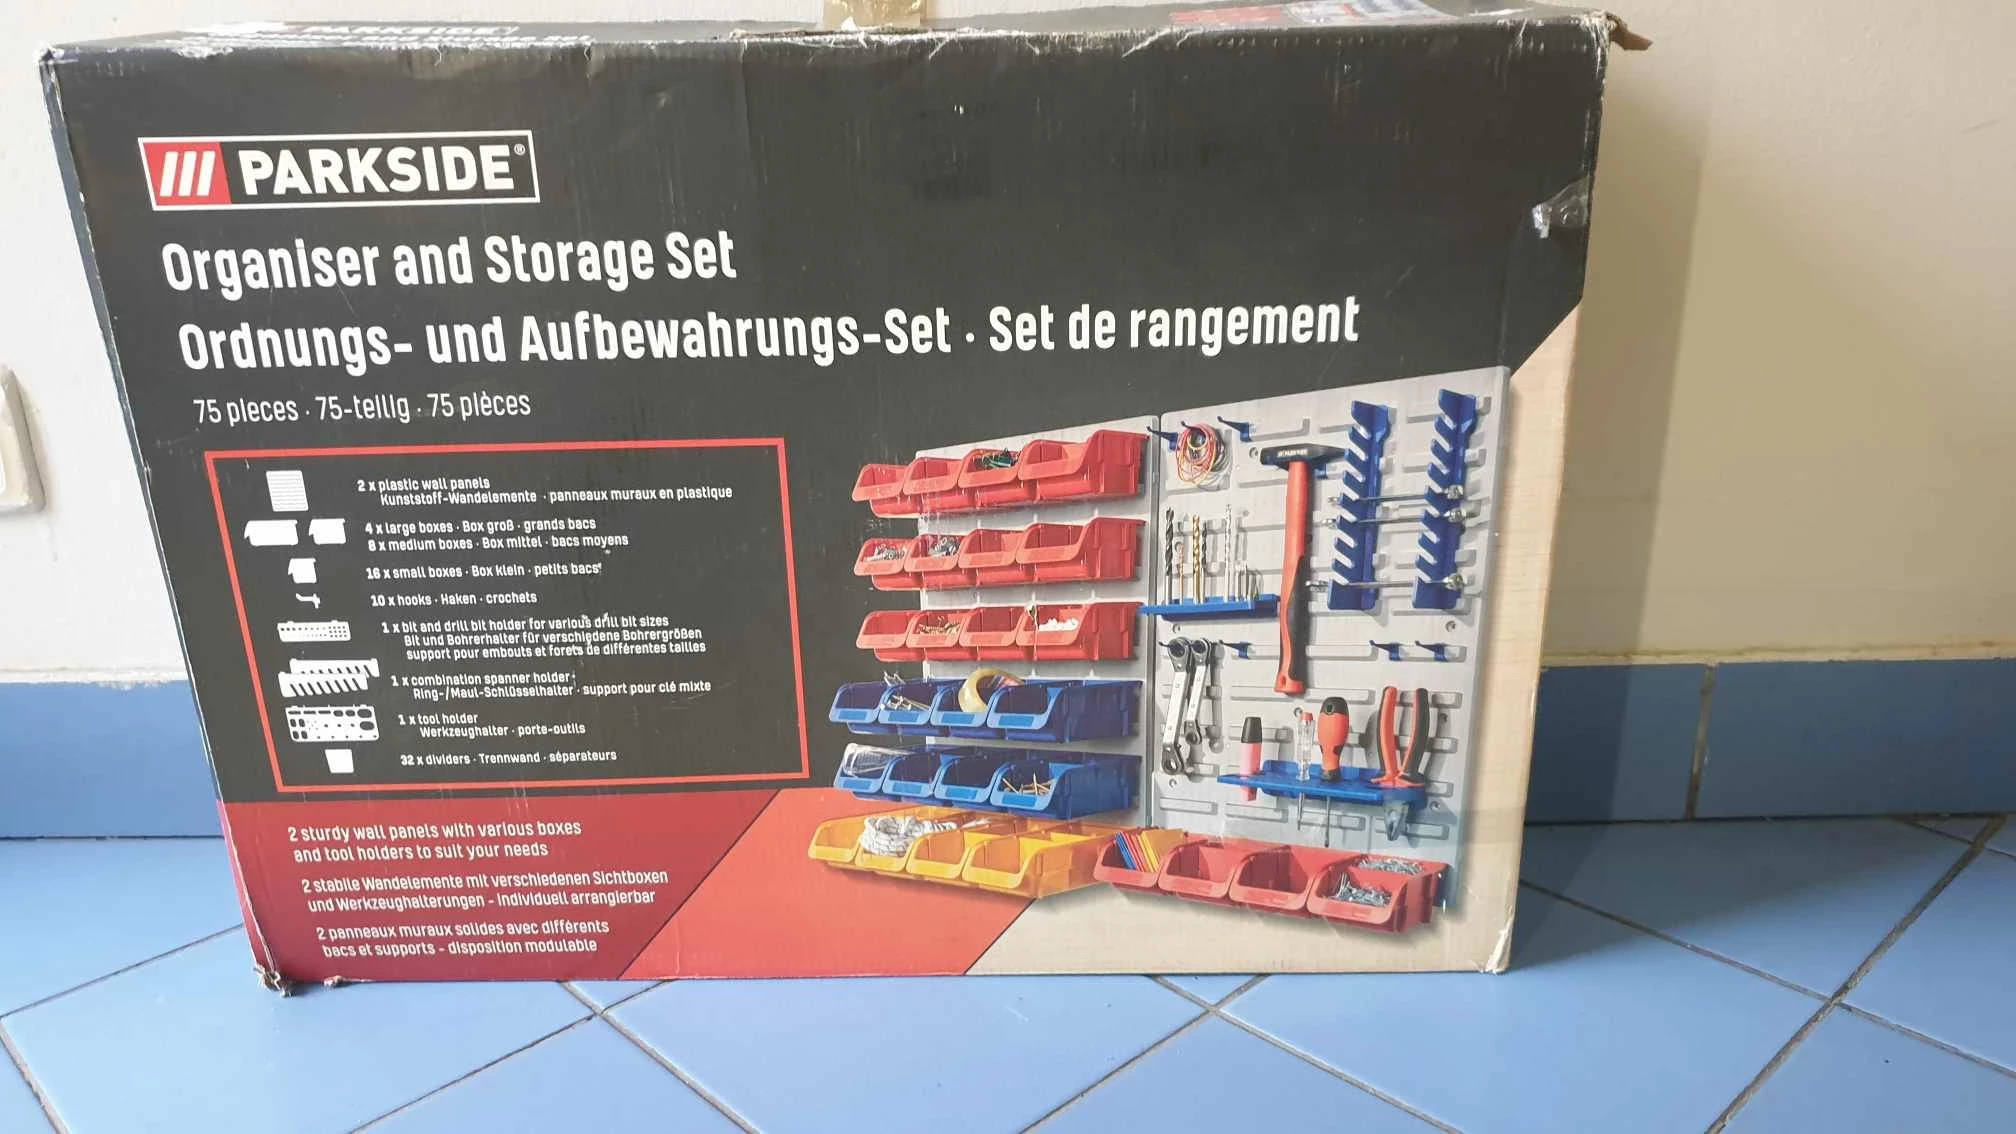 PARKSIDE
PARKSIDE®
Organiser and Storage Set
Ordnungs- und Aufbewahrungs-Set · Set de rangement
75 pieces · 75-teilig · 75 pièces
2 x plastic wall panels
Kunststoff-Wandelemente · panneaux muraux en plastique
4 x large boxes · Box groß · grands bacs
8 x medium boxes · Box mittel · bacs moyens
16 x small boxes · Box klein · petits bacs
10 x hooks · Haken · crochets
1 x bit and drill bit holder for various drill bit sizes
Bit und Bohrerhalter für verschiedene Bohrergrößen
support pour embouts et forets de différentes tailles
1 x combination spanner holder ·
Ring-/Maul-Schlüsselhalter · support pour clé mixte
1 x tool holder
Werkzeughalter · porte-outils
32 x dividers · Trennwand · séparateurs
2 sturdy wall panels with various boxes
and tool holders to suit your needs
2 stabile Wandelemente mit verschiedenen Sichtboxen
und Werkzeughalterungen - individuell arrangierbar
2 panneaux muraux solides avec différents
bacs et supports - disposition modulable
PARKSIDE